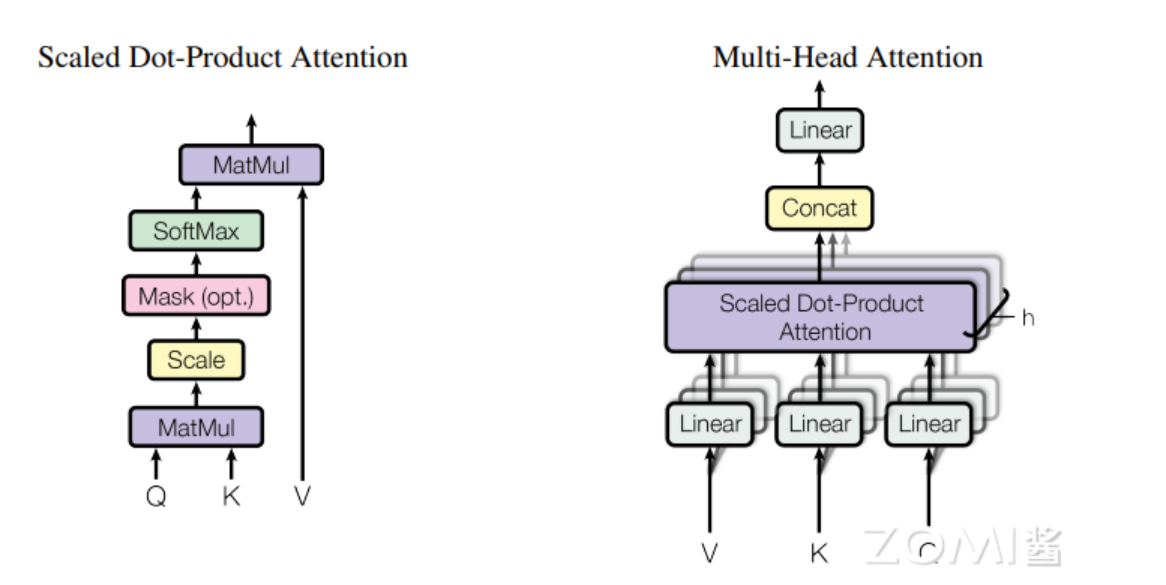 Scaled Dot-Product Attention
MatMul
SoftMax
Mask (opt.)
Scale
MatMul
Q K V
Multi-Head Attention
Linear
Concat
Scaled Dot-Product
Attention
h
Linear Linear Linear
V K Q
ZOMI酱